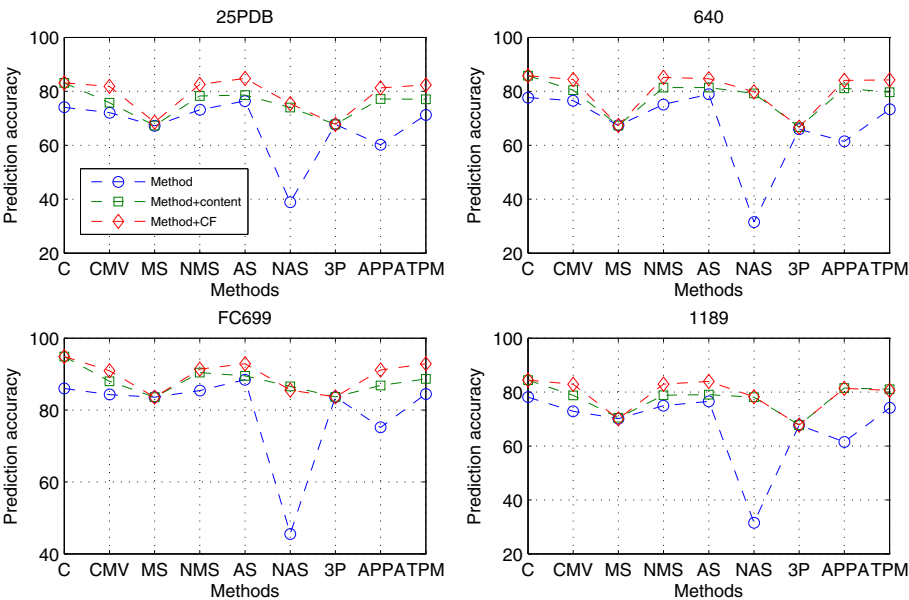 25PDB
Prediction accuracy
100
80
60
40
20
Method
Method+content
Method+CF
C CMV MS NMS AS NAS 3P APPATPM
Methods
640
Prediction accuracy
100
80
60
40
20
C CMV MS NMS AS NAS 3P APPATPM
Methods
FC699
Prediction accuracy
100
80
60
40
C CMV MS NMS AS NAS 3P APPATPM
Methods
1189
Prediction accuracy
100
80
60
40
20
C CMV MS NMS AS NAS 3P APPATPM
Methods